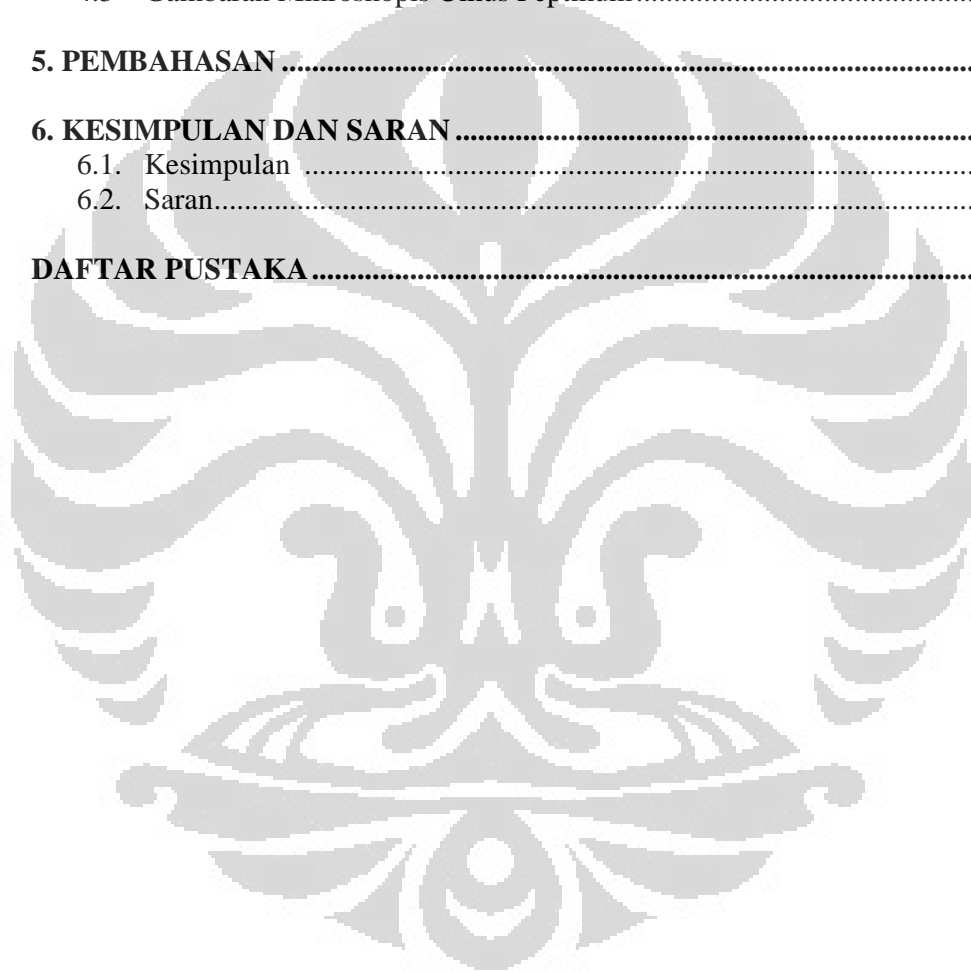 5. PEMBAHASAN ........................................................................
6. KESIMPULAN DAN SARAN ........................................................................
6.1. Kesimpulan ........................................................................
6.2. Saran........................................................................
DAFTAR PUSTAKA ........................................................................